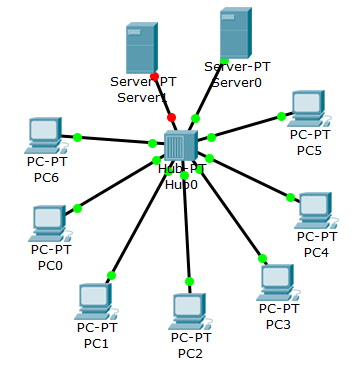 Server-PT
Server0
Server-PT
Server1
PC-PT
PC5
PC-PT
PC6
Hub-PT
Hub0
PC-PT
PC4
PC-PT
PC0
PC-PT
PC3
PC-PT
PC1
PC-PT
PC2